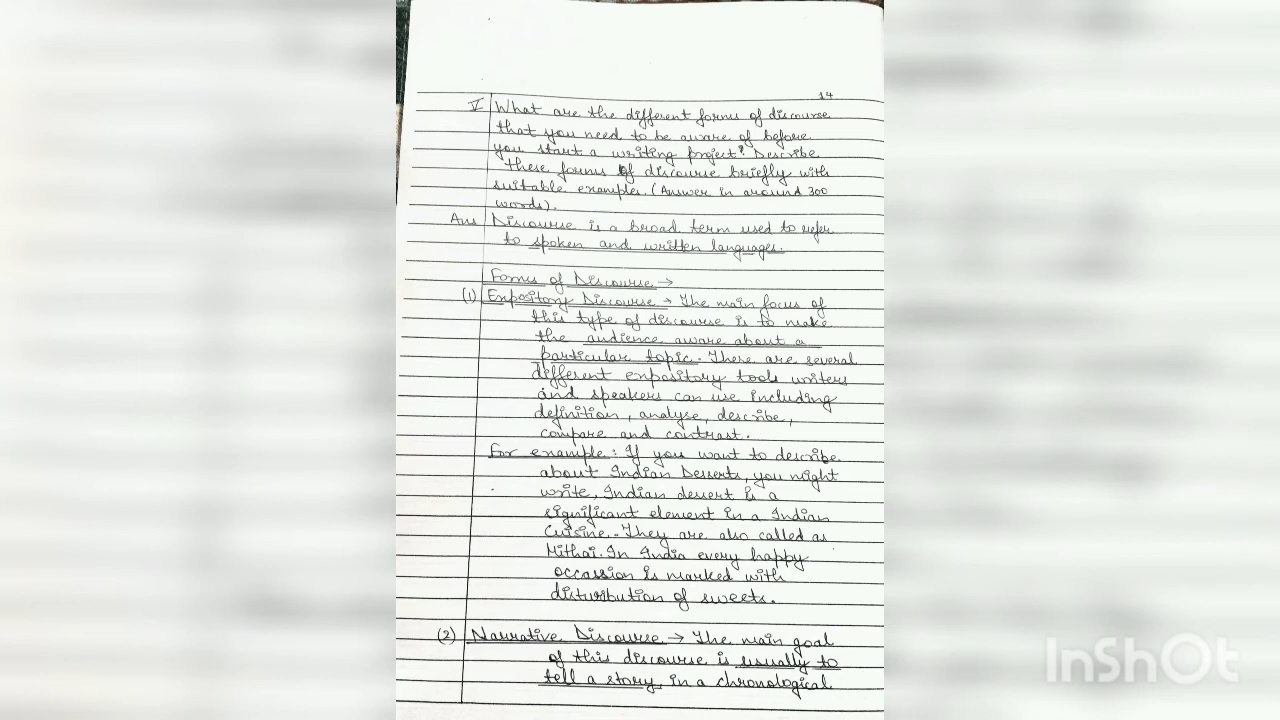 14
V What are the different forms of discourse
that you need to be aware of before
you start a writing project? Describe
these forms of discourse briefly with
suitable examples. (Answer in around 300
words).
Ans Discourse is a broad term used to refer
to spoken and written languages.
Forms of Discourse →
(1) Expository Discourse → The main focus of
this type of discourse is to make
the audience aware about a
particular topic. There are several
different expository tools writers
and speakers can use including
definition, analyse, describe,
compare and contrast.
For example: If you want to describe
about Indian Desserts, you might
write, Indian dessert is a
significant element in a Indian
Cuisine. They are also called as
Mithai. In India every happy
occassion is marked with
distribution of sweets.
(2) Narrative Discourse → The main goal
of this discourse is usually to
tell a story in a chronological
InShOt